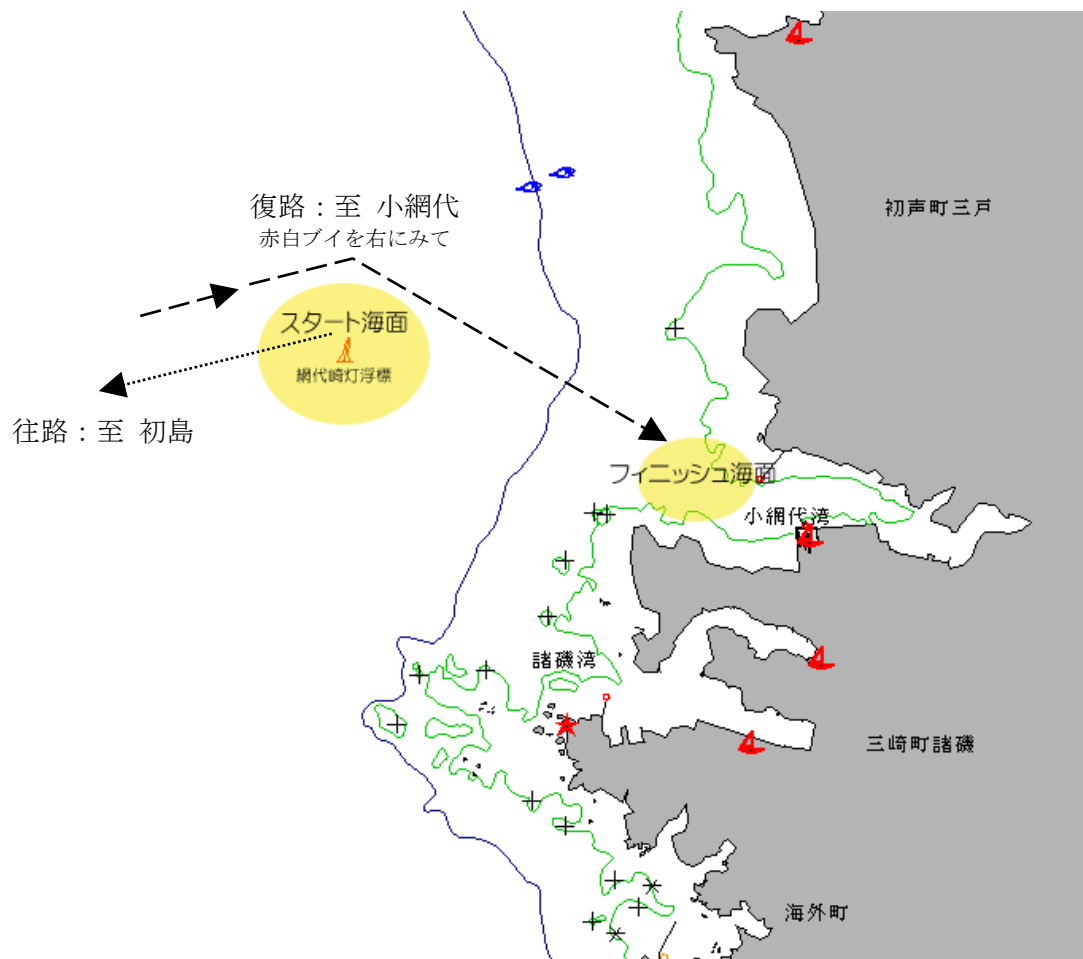 初声町三戸
復路：至 小網代
赤白ブイを右にみて
スタート海面
網代崎灯浮標
往路：至 初島
フィニッシュ海面
小網代湾
諸磯湾
三崎町諸磯
海外町